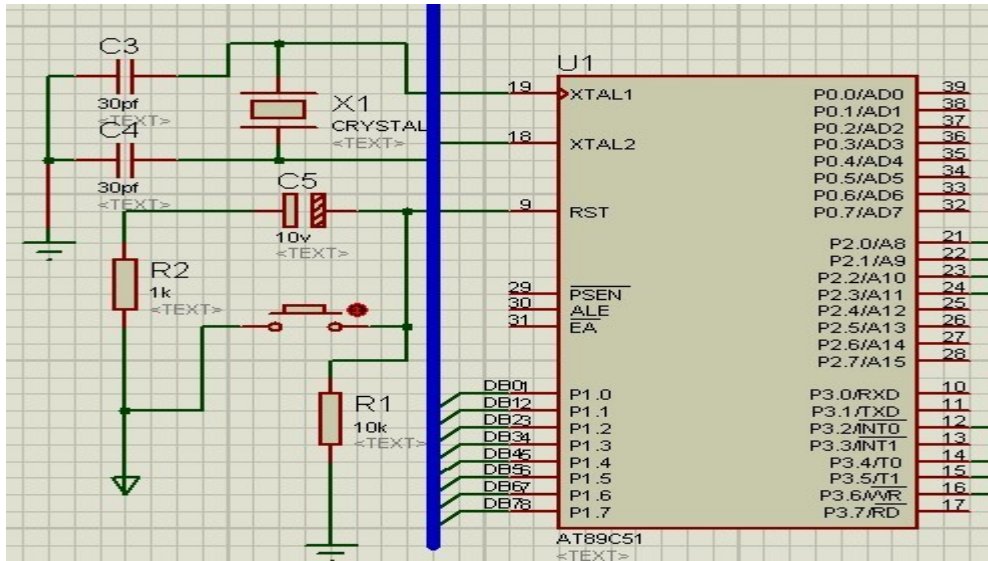 C3
30pf
<TEXT>
C4
30pf
<TEXT>
X1
CRYSTAL
<TEXT>
C5
10v
<TEXT>
R2
1k
<TEXT>
R1
10k
<TEXT>
U1
19 XTAL1
18 XTAL2
9 RST
29 PSEN
30 ALE
31 EA
DB0 1 P1.0
DB1 2 P1.1
DB2 3 P1.2
DB3 4 P1.3
DB4 5 P1.4
DB5 6 P1.5
DB6 7 P1.6
DB7 8 P1.7
P0.0/AD0 39
P0.1/AD1 38
P0.2/AD2 37
P0.3/AD3 36
P0.4/AD4 35
P0.5/AD5 34
P0.6/AD6 33
P0.7/AD7 32
P2.0/A8 21
P2.1/A9 22
P2.2/A10 23
P2.3/A11 24
P2.4/A12 25
P2.5/A13 26
P2.6/A14 27
P2.7/A15 28
P3.0/RXD 10
P3.1/TXD 11
P3.2/INT0 12
P3.3/INT1 13
P3.4/T0 14
P3.5/T1 15
P3.6/WR 16
P3.7/RD 17
AT89C51
<TEXT>